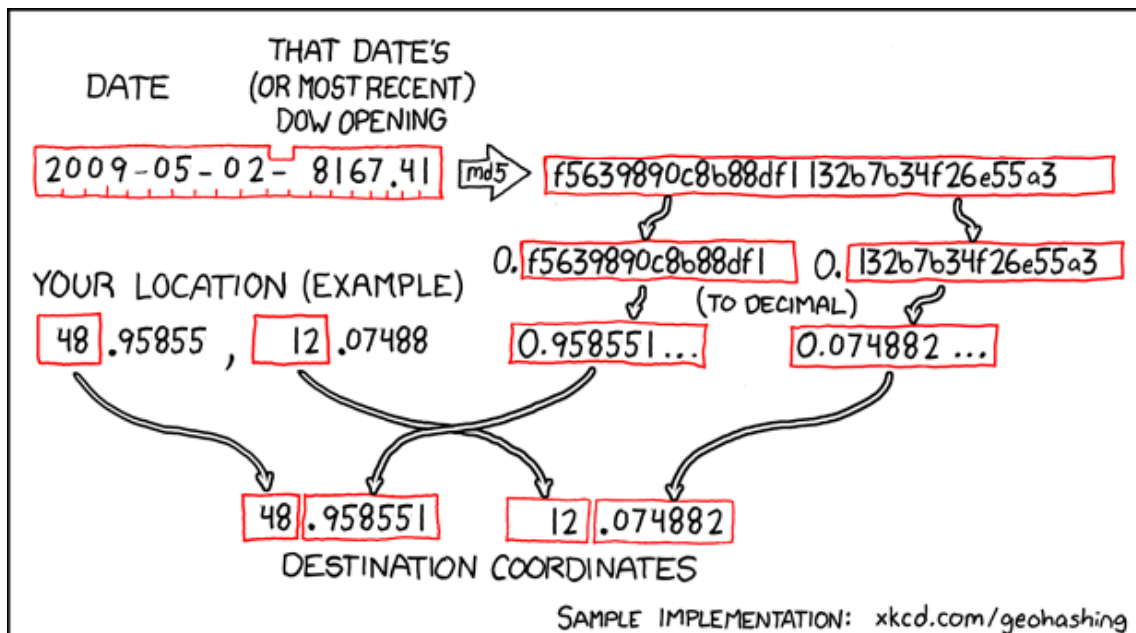 DATE
THAT DATE'S
(OR MOST RECENT)
DOW OPENING
2009-05-02-8167.41
md5
f5639890c8b88df1132b7b34f26e55a3
0.f5639890c8b88df1
0.132b7b34f26e55a3
(TO DECIMAL)
0.958551...
0.074882...
YOUR LOCATION (EXAMPLE)
48.95855, 12.07488
48.958551
12.074882
DESTINATION COORDINATES
SAMPLE IMPLEMENTATION: xkcd.com/geohashing